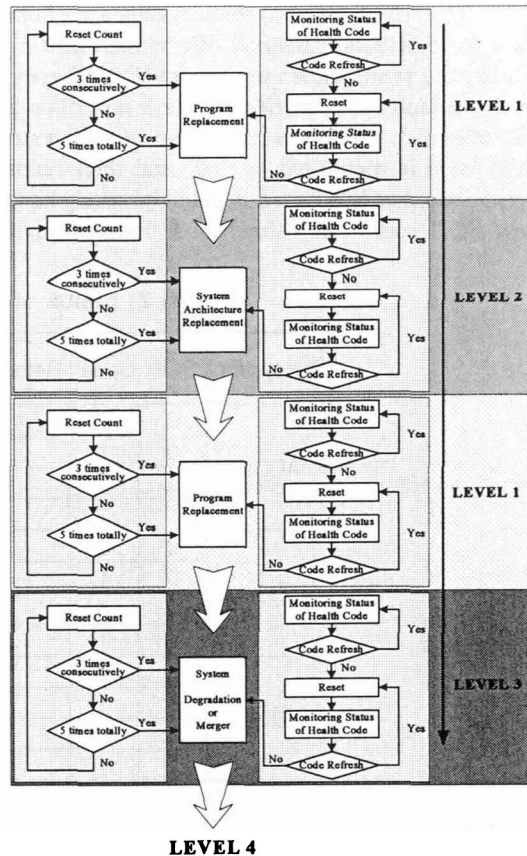 Reset Count
3 times
consecutively
Yes
No
5 times totally
Yes
No
Program
Replacement
Monitoring Status
of Health Code
Yes
Code Refresh
No
Reset
Monitoring Status
of Health Code
Yes
No
Code Refresh
LEVEL 1
Reset Count
3 times
consecutively
Yes
No
5 times totally
Yes
No
System
Architecture
Replacement
Monitoring Status
of Health Code
Yes
Code Refresh
No
Reset
Monitoring Status
of Health Code
Yes
No
Code Refresh
LEVEL 2
Reset Count
3 times
consecutively
Yes
No
5 times totally
Yes
No
Program
Replacement
Monitoring Status
of Health Code
Yes
Code Refresh
No
Reset
Monitoring Status
of Health Code
Yes
No
Code Refresh
LEVEL 1
Reset Count
3 times
consecutively
Yes
No
5 times totally
Yes
No
System
Degradation
or
Merger
Monitoring Status
of Health Code
Yes
Code Refresh
No
Reset
Monitoring Status
of Health Code
Yes
No
Code Refresh
LEVEL 3
LEVEL 4